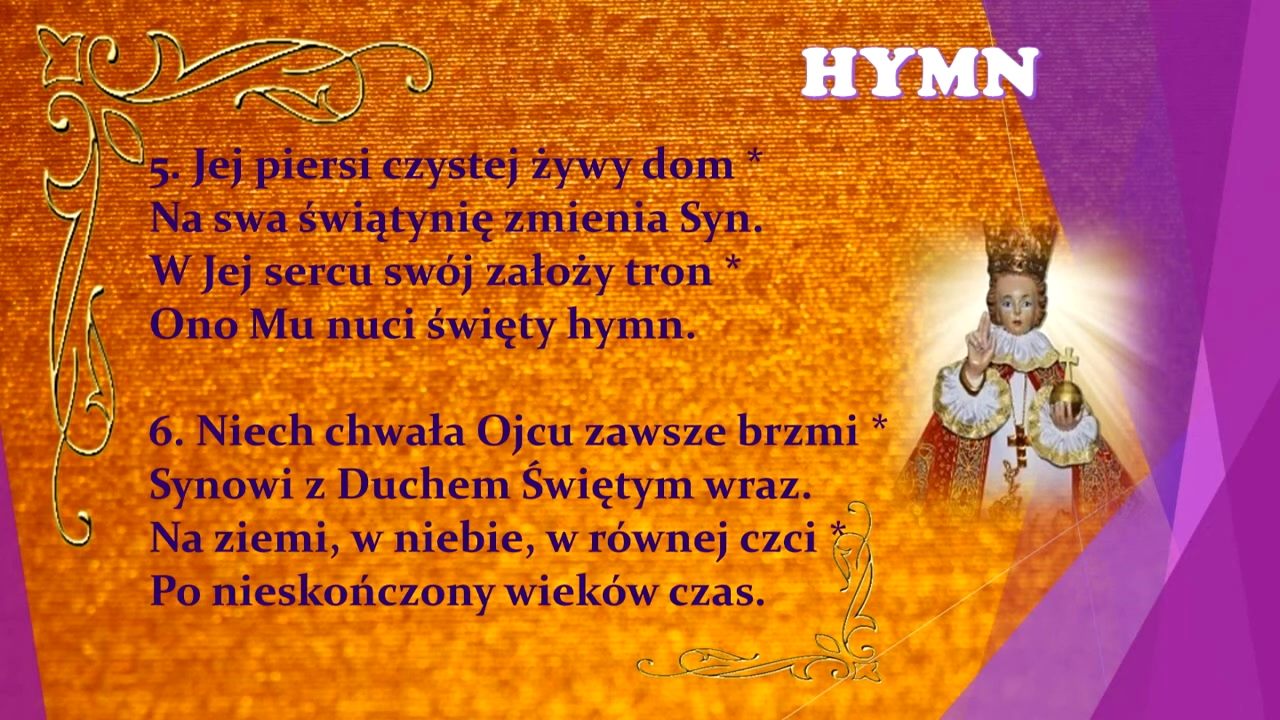 HYMN
5. Jej piersi czystej żywy dom *
Na swa świątynię zmienia Syn.
W Jej sercu swój założy tron *
Ono Mu nuci święty hymn.
6. Niech chwała Ojcu zawsze brzmi *
Synowi z Duchem Świętym wraz.
Na ziemi, w niebie, w równej czci *
Po nieskończony wieków czas.